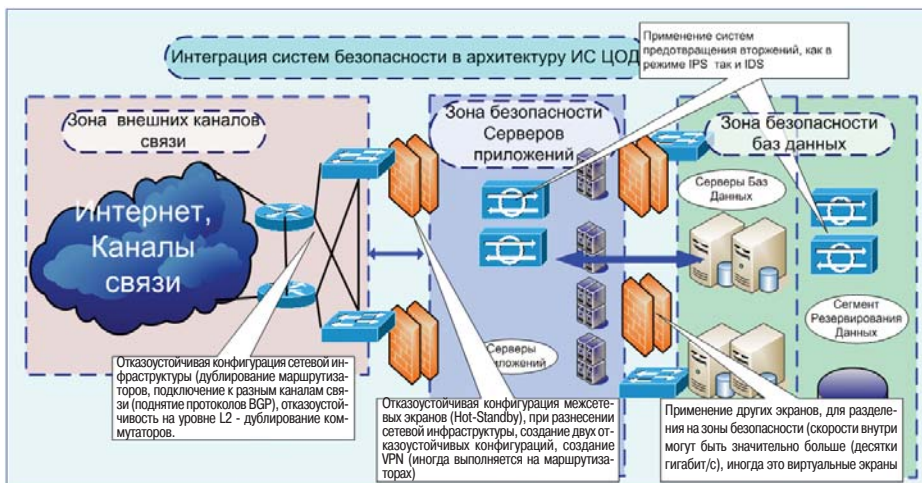 Интеграция систем безопасности в архитектуру ИС ЦОД
Применение систем
предотвращения вторжений, как в
режиме IPS так и IDS
Зона внешних каналов
связи
Зона безопасности
Серверов
приложений
Зона безопасности
баз данных
Интернет,
Каналы
связи
Серверы Баз
Данных
Сегмент
Резервирования
Данных
Серверы
иложений
Отказоустойчивая конфигурация сетевой ин-
фраструктуры (дублирование маршрутиза-
торов, подключение к разным каналам свя-
зи (поднятие протоколов BGP), отказоустой-
чивость на уровне L2 - дублирование ком-
мутаторов.
Отказоустойчивая конфигурация межсе-
тевых экранов (Hot-Standby), при разнесении
сетевой инфраструктуры, создание двух от-
казоустойчивых конфигураций, создание
VPN (иногда выполняется на маршрутиза-
торах)
Применение других экранов, для разделения
на зоны безопасности (скорости внутри
могут быть значительно больше (десятки
гигабит/с), иногда это виртуальные экраны